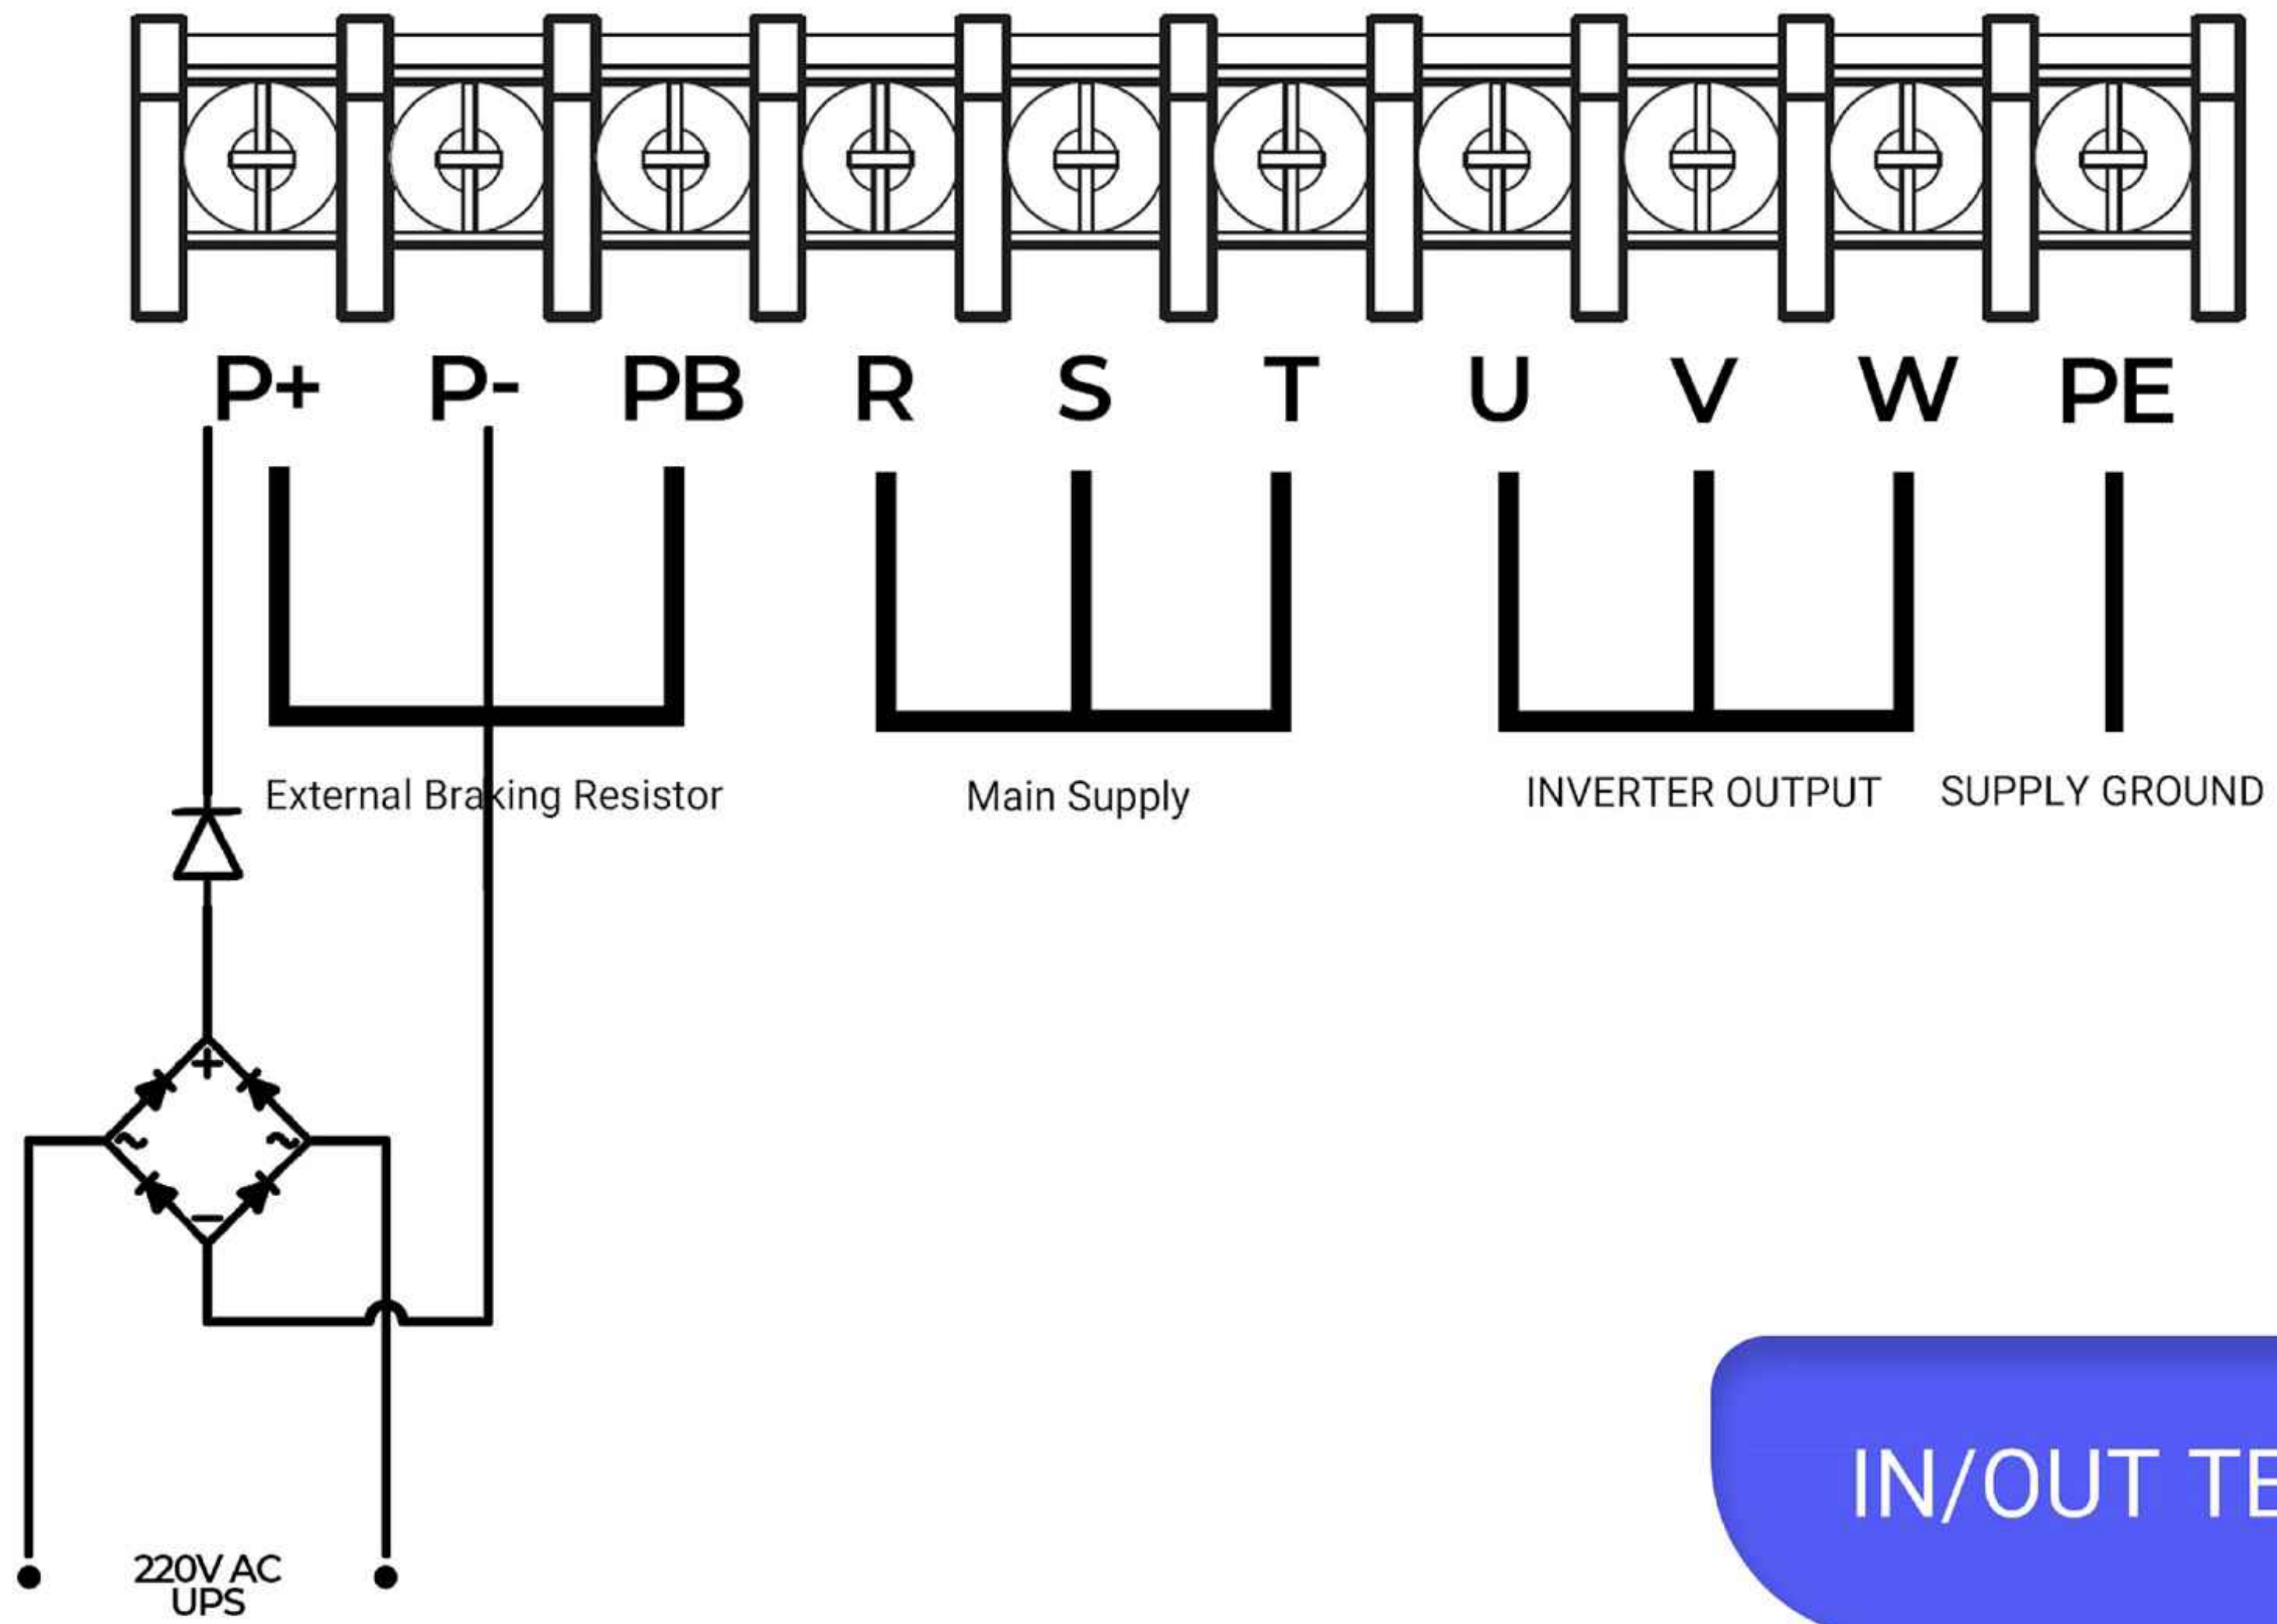 P+ P- PB R S T U V W PE
External Braking Resistor Main Supply INVERTER OUTPUT SUPPLY GROUND
+
~ ~
−
220V AC
UPS
IN/OUT TE